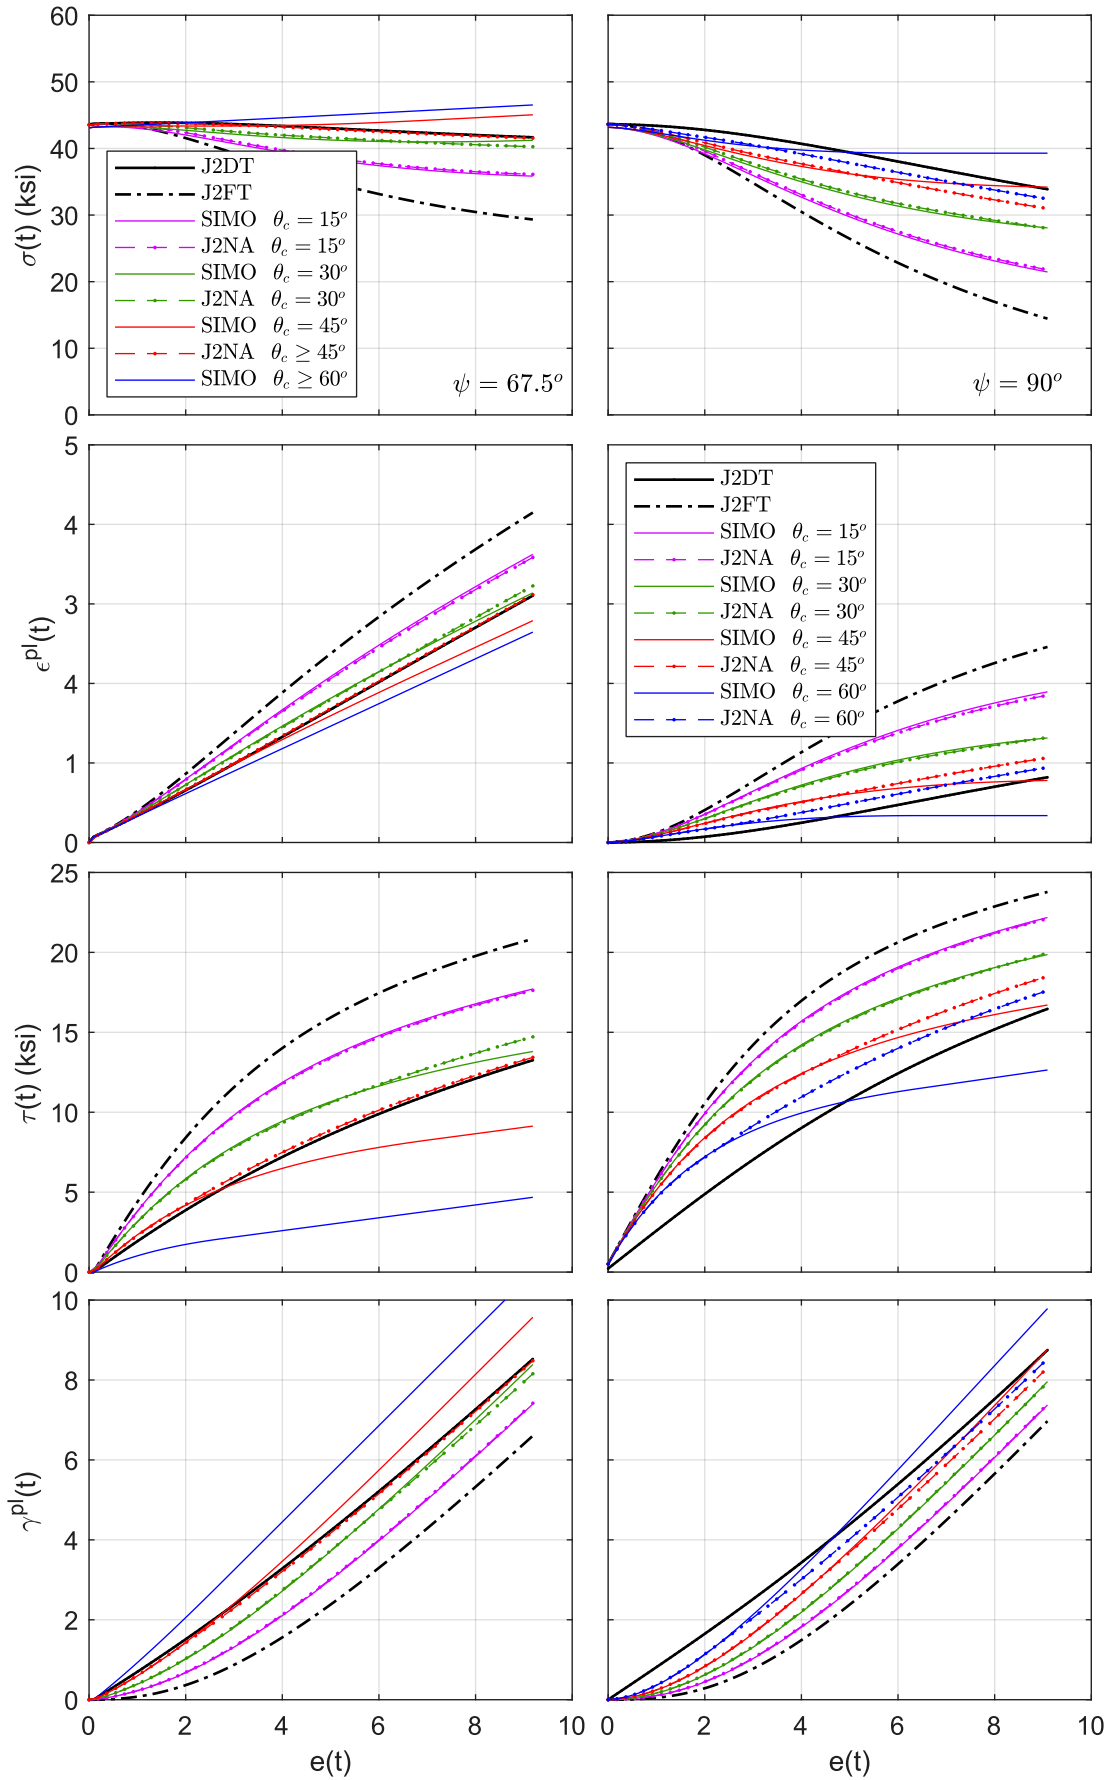 60
50
40
30
20
10
0
σ(t) (ksi)
J2DT
J2FT
SIMO θc = 15°
J2NA θc = 15°
SIMO θc = 30°
J2NA θc = 30°
SIMO θc = 45°
J2NA θc ≥ 45°
SIMO θc ≥ 60°
ψ = 67.5°
ψ = 90°
5
4
3
4
1
0
ϵpl(t)
J2DT
J2FT
SIMO θc = 15°
J2NA θc = 15°
SIMO θc = 30°
J2NA θc = 30°
SIMO θc = 45°
J2NA θc = 45°
SIMO θc = 60°
J2NA θc = 60°
25
20
15
10
5
0
τ(t) (ksi)
10
8
6
4
2
0
γpl(t)
0 2 4 6 8 10
0 2 4 6 8 10
e(t)
e(t)